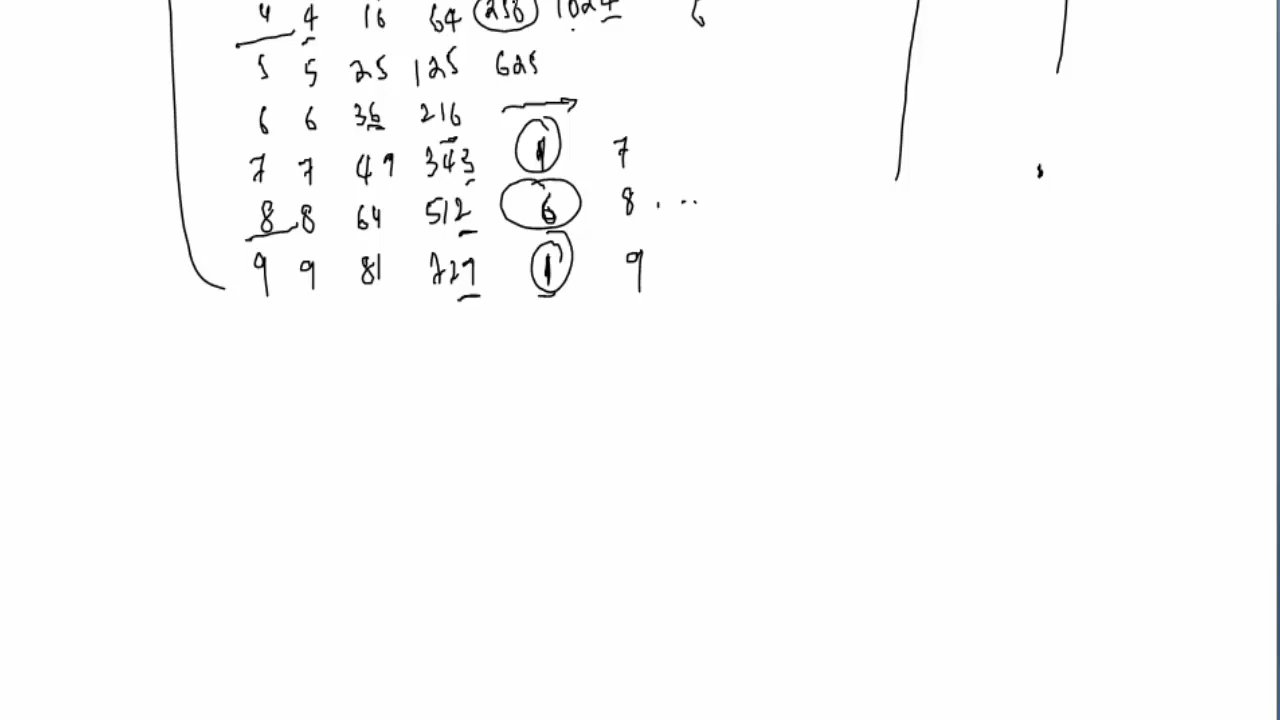 4 4 16 64 256 1024 6
5 5 25 125 625
6 6 36 216
7 7 49 343 1 7
8 8 64 512 6 8 ...
9 9 81 729 1 9